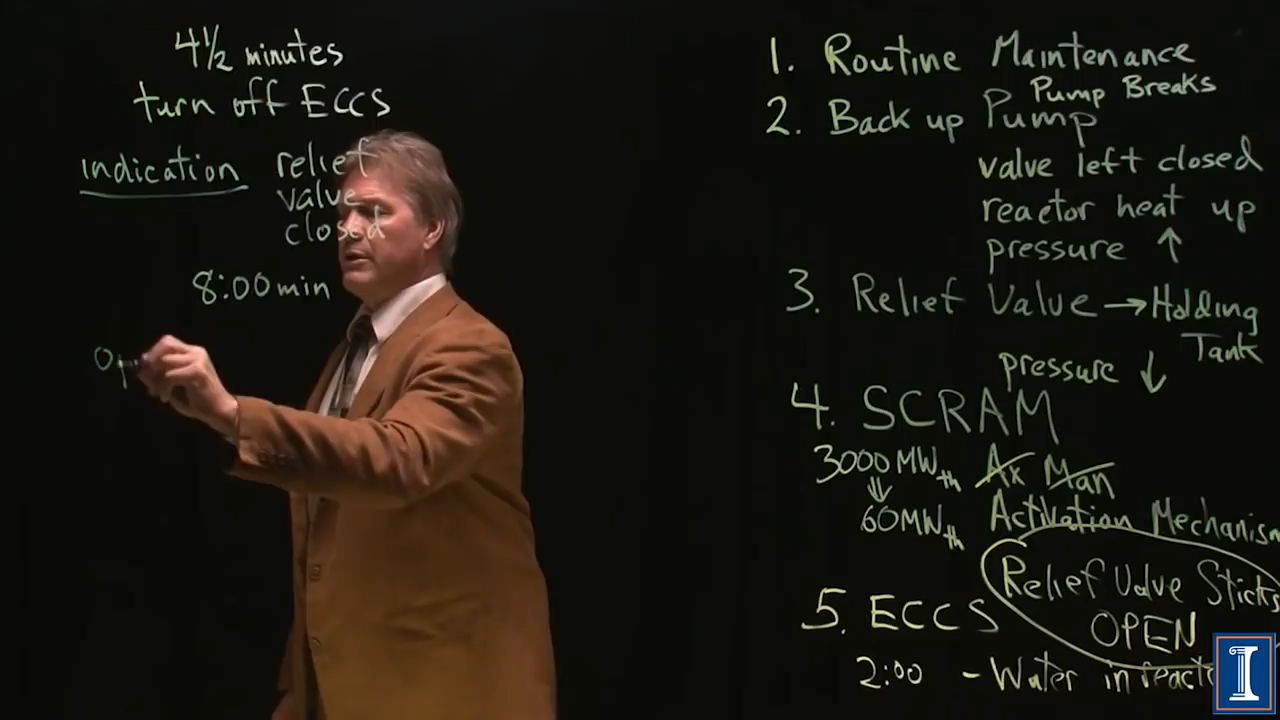 4½ minutes
turn off ECCS
indication relief
valve
closed
8:00 min
Op
1. Routine Maintenance
Pump Breaks
2. Back up Pump
valve left closed
reactor heat up
pressure ↑
3. Relief Valve → Holding
Tank
pressure ↓
4. SCRAM
3000 MWth Ax Man
⇓
60 MWth Activation Mechanism
Relief Valve Sticks
OPEN
5. ECCS
2:00 - Water in reacto
I